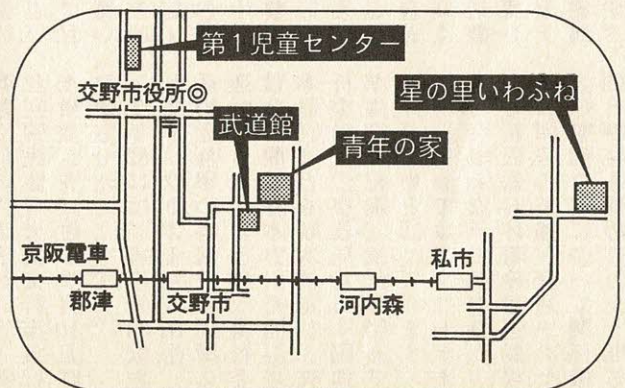 第1児童センター
交野市役所◎
〒
武道館
青年の家
星の里いわふね
京阪電車
郡津
交野市
河内森
私市